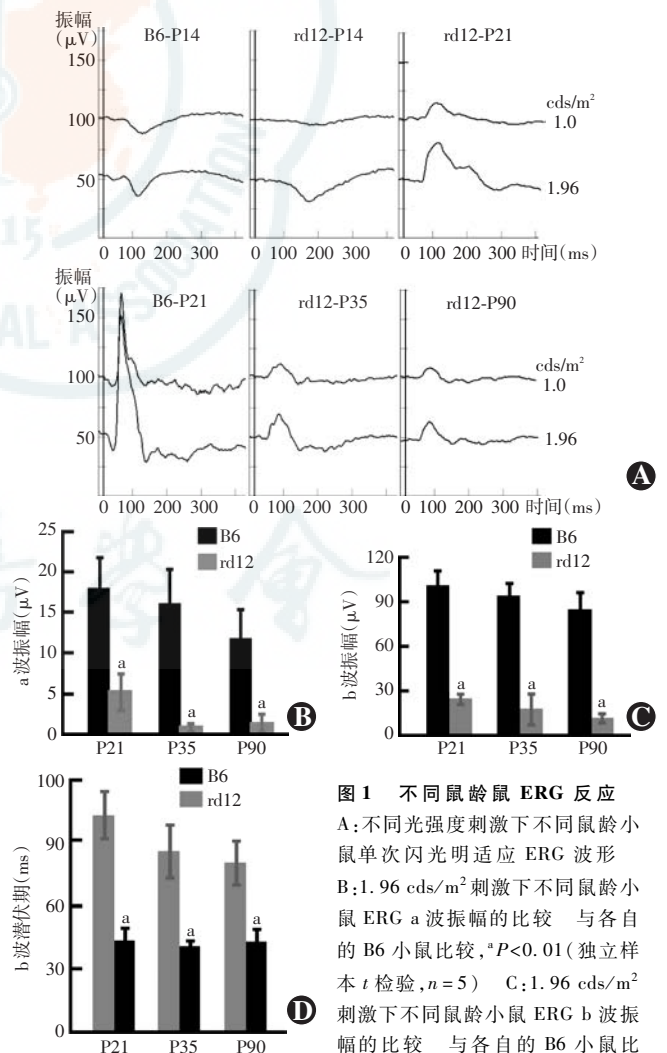 振幅
(μV)
B6-P14 rd12-P14 rd12-P21
150
100
50
cds/m²
1.0
1.96
0 100 200 300 0 100 200 300 0 100 200 300 时间(ms)
振幅
(μV)
B6-P21 rd12-P35 rd12-P90
150
100
50
cds/m²
1.0
1.96
0 100 200 300 0 100 200 300 0 100 200 300 时间(ms)
A
25
20
15
10
5
0
a波振幅(μV)
B6
rd12
a a a
P21 P35 P90
B
120
90
60
30
0
b波振幅(μV)
B6
rd12
a a a
P21 P35 P90
C
100
90
60
30
0
b波潜伏期(ms)
B6
rd12
a a a
P21 P35 P90
D
图1 不同鼠龄鼠 ERG 反应
A:不同光强度刺激下不同鼠龄小
鼠单次闪光明适应 ERG 波形
B:1.96 cds/m²刺激下不同鼠龄小
鼠 ERG a 波振幅的比较 与各自
的 B6 小鼠比较,ᵃP<0.01(独立样
本 t 检验,n=5) C:1.96 cds/m²
刺激下不同鼠龄小鼠 ERG b 波振
幅的比较 与各自的 B6 小鼠比